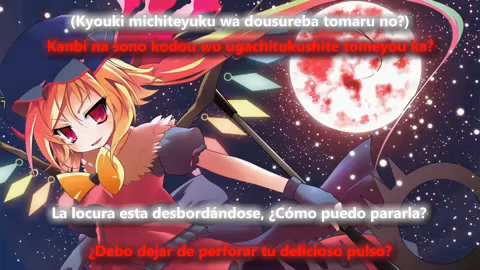 (Kyouki michiteyuku wa dousureba tomaru no?)
Kanbi na sono kodou wo ugachitukushite tomeyou ka?
La locura esta desbordándose, ¿Cómo puedo pararla?
¿Debo dejar de perforar tu delicioso pulso?